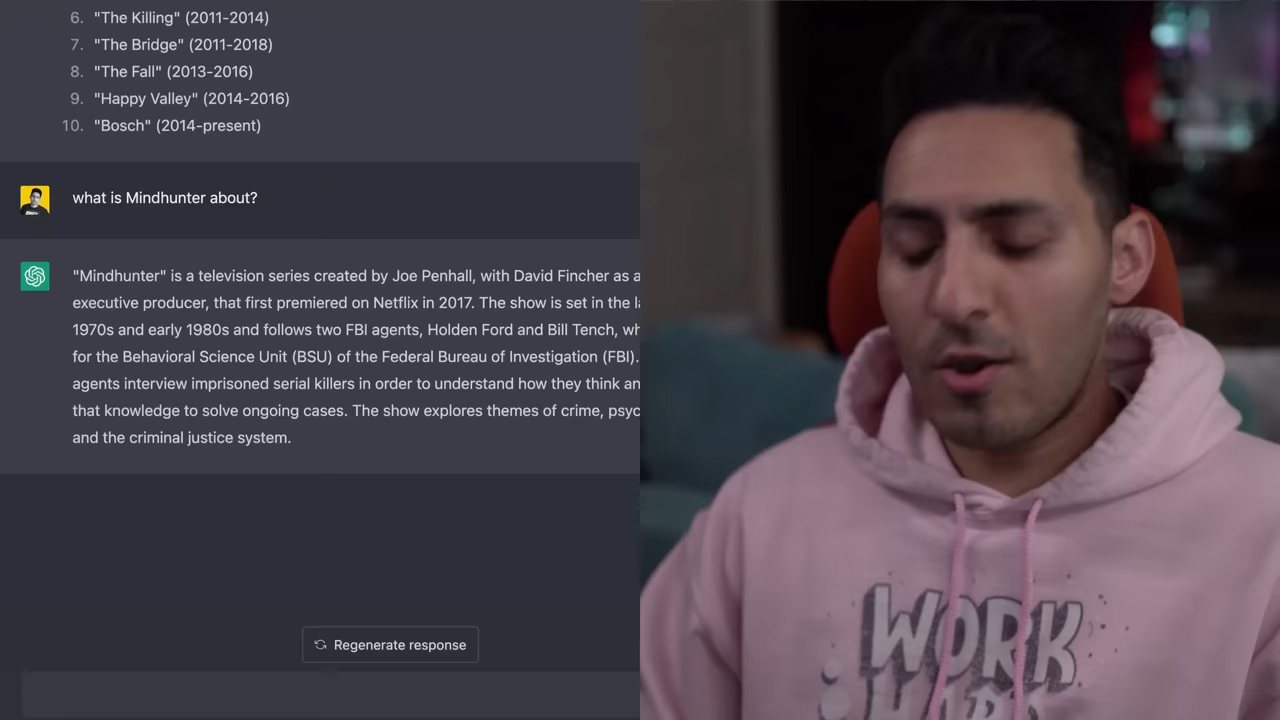 6. "The Killing" (2011-2014)
7. "The Bridge" (2011-2018)
8. "The Fall" (2013-2016)
9. "Happy Valley" (2014-2016)
10. "Bosch" (2014-present)
what is Mindhunter about?
"Mindhunter" is a television series created by Joe Penhall, with David Fincher as a
executive producer, that first premiered on Netflix in 2017. The show is set in the
1970s and early 1980s and follows two FBI agents, Holden Ford and Bill Tench,
for the Behavioral Science Unit (BSU) of the Federal Bureau of Investigation (FBI).
agents interview imprisoned serial killers in order to understand how they think
that knowledge to solve ongoing cases. The show explores themes of crime,
and the criminal justice system.
Regenerate response
WORK
HARD